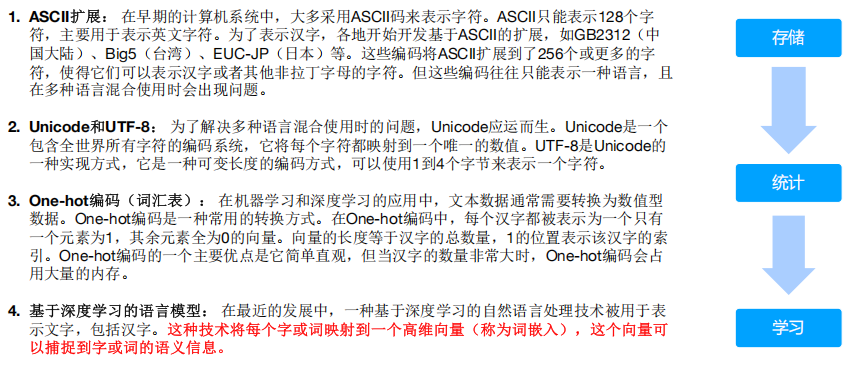 1. ASCII扩展： 在早期的计算机系统中，大多采用ASCII码来表示字符。ASCII只能表示128个字
符，主要用于表示英文字符。为了表示汉字，各地开始开发基于ASCII的扩展，如GB2312（中
国大陆）、Big5（台湾）、EUC-JP（日本）等。这些编码将ASCII扩展到了256个或更多的字
符，使得它们可以表示汉字或者其他非拉丁字母的字符。但这些编码往往只能表示一种语言，且
在多种语言混合使用时会出现问题。
2. Unicode和UTF-8： 为了解决多种语言混合使用时的问题，Unicode应运而生。Unicode是一个
包含全世界所有字符的编码系统，它将每个字符都映射到一个唯一的数值。UTF-8是Unicode的
一种实现方式，它是一种可变长度的编码方式，可以使用1到4个字节来表示一个字符。
3. One-hot编码（词汇表）： 在机器学习和深度学习的应用中，文本数据通常需要转换为数值型
数据。One-hot编码是一种常用的转换方式。在One-hot编码中，每个汉字都被表示为一个只有
一个元素为1，其余元素全为0的向量。向量的长度等于汉字的总数量，1的位置表示该汉字的索
引。One-hot编码的一个主要优点是它简单直观，但当汉字的数量非常大时，One-hot编码会占
用大量的内存。
4. 基于深度学习的语言模型： 在最近的发展中，一种基于深度学习的自然语言处理技术被用于表
示文字，包括汉字。这种技术将每个字或词映射到一个高维向量（称为词嵌入），这个向量可
以捕捉到字或词的语义信息。
存储
统计
学习